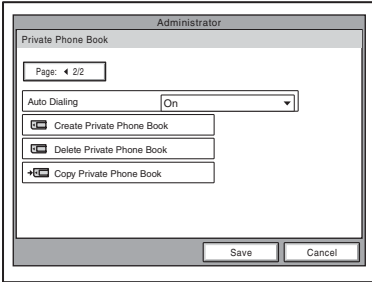 Administrator
Private Phone Book
Page: 2/2
Auto Dialing On
Create Private Phone Book
Delete Private Phone Book
Copy Private Phone Book
Save Cancel